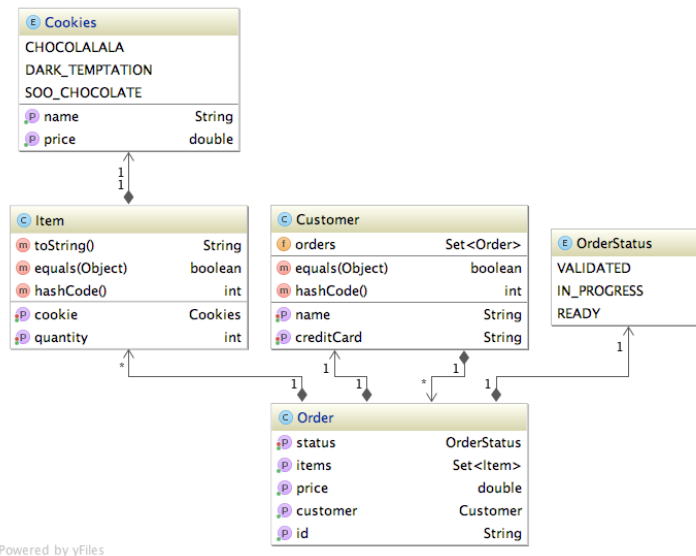 E Cookies
CHOCOLALALA
DARK_TEMPTATION
SOO_CHOCOLATE
P name String
P price double
1
1
C Item
m toString() String
m equals(Object) boolean
m hashCode() int
P cookie Cookies
P quantity int
C Customer
f orders Set<Order>
m equals(Object) boolean
m hashCode() int
P name String
P creditCard String
E OrderStatus
VALIDATED
IN_PROGRESS
READY
* 1 1 1 * 1 1 1
C Order
P status OrderStatus
P items Set<Item>
P price double
P customer Customer
P id String
Powered by yFiles